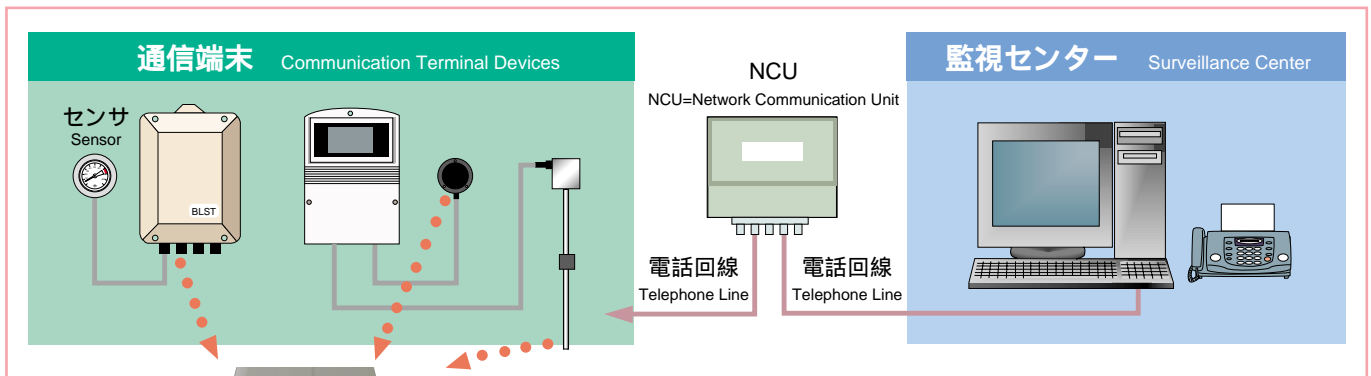 通信端末 Communication Terminal Devices
センサ
Sensor
BLST
NCU
NCU=Network Communication Unit
電話回線
Telephone Line
電話回線
Telephone Line
監視センター Surveillance Center